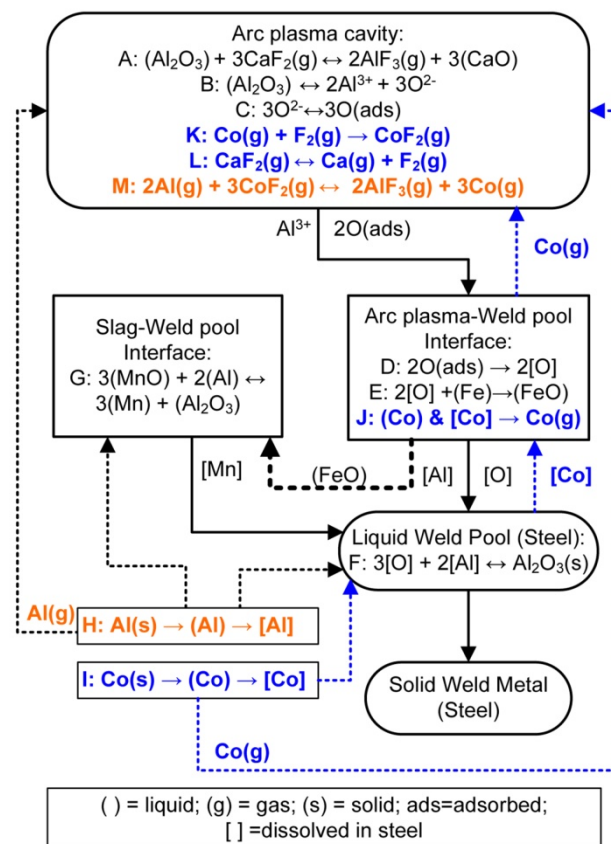 Arc plasma cavity:
A: (Al₂O₃) + 3CaF₂(g) ↔ 2AlF₃(g) + 3(CaO)
B: (Al₂O₃) ↔ 2Al³⁺ + 3O²⁻
C: 3O²⁻↔3O(ads)
K: Co(g) + F₂(g) → CoF₂(g)
L: CaF₂(g) ↔ Ca(g) + F₂(g)
M: 2Al(g) + 3CoF₂(g) ↔ 2AlF₃(g) + 3Co(g)
Al³⁺ 2O(ads)
Co(g)
Slag-Weld pool
Interface:
G: 3(MnO) + 2(Al) ↔
3(Mn) + (Al₂O₃)
Arc plasma-Weld pool
Interface:
D: 2O(ads) → 2[O]
E: 2[O] +(Fe)→(FeO)
J: (Co) & [Co] → Co(g)
[Mn]
(FeO)
[Al] [O]
[Co]
Liquid Weld Pool (Steel):
F: 3[O] + 2[Al] ↔ Al₂O₃(s)
Al(g)
H: Al(s) → (Al) → [Al]
I: Co(s) → (Co) → [Co]
Solid Weld Metal
(Steel)
Co(g)
( ) = liquid; (g) = gas; (s) = solid; ads=adsorbed;
[ ] =dissolved in steel